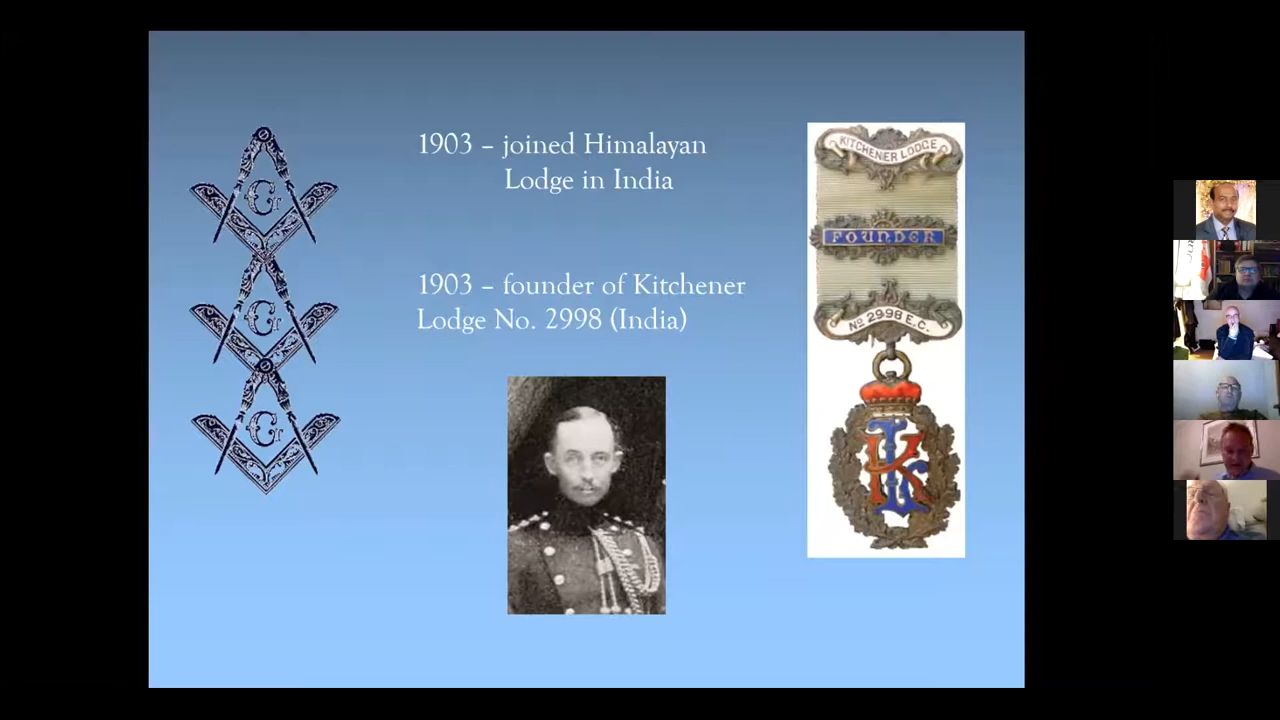 1903 – joined Himalayan
Lodge in India
1903 – founder of Kitchener
Lodge No. 2998 (India)
KITCHENER LODGE
FOUNDER
No 2998 E.C.
G
G
G